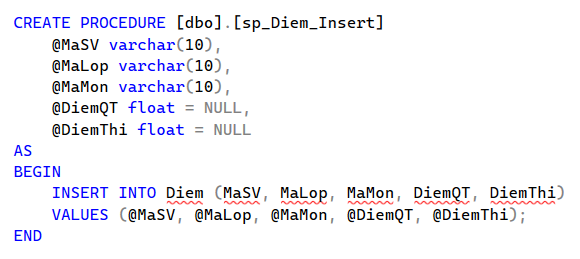 CREATE PROCEDURE [dbo].[sp_Diem_Insert]
    @MaSV varchar(10),
    @MaLop varchar(10),
    @MaMon varchar(10),
    @DiemQT float = NULL,
    @DiemThi float = NULL
AS
BEGIN
    INSERT INTO Diem (MaSV, MaLop, MaMon, DiemQT, DiemThi)
    VALUES (@MaSV, @MaLop, @MaMon, @DiemQT, @DiemThi);
END